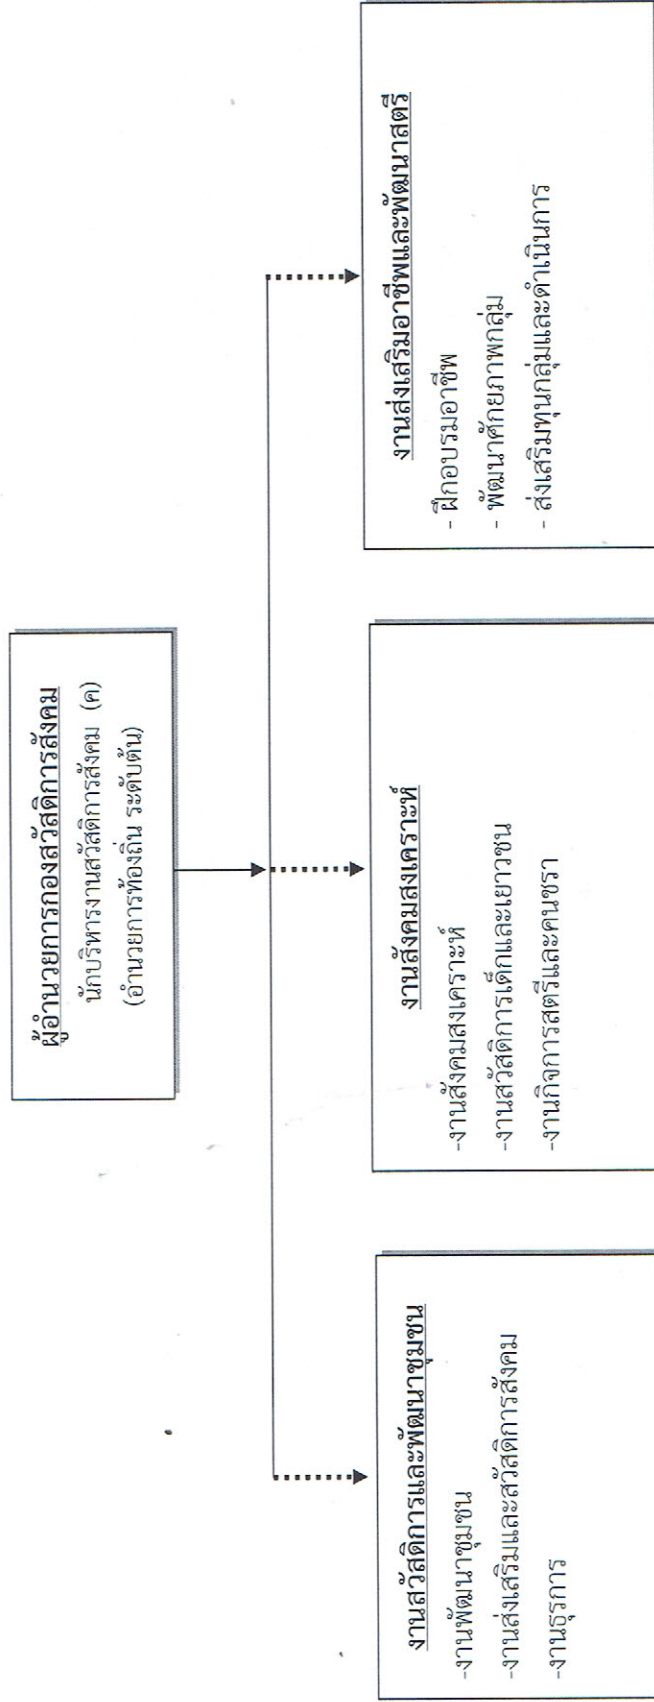 ผู้อำนวยการกองสวัสดิการสังคม
นักบริหารงานสวัสดิการสังคม (ค)
(อำนวยการท้องถิ่น ระดับต้น)
งานสวัสดิการและพัฒนาชุมชน
-งานพัฒนาชุมชน
-งานส่งเสริมและสวัสดิการสังคม
-งานธุรการ
งานสังคมสงเคราะห์
-งานสังคมสงเคราะห์
-งานสวัสดิการเด็กและเยาวชน
-งานกิจการสตรีและคนชรา
งานส่งเสริมอาชีพและพัฒนาสตรี
- ฝึกอบรมอาชีพ
- พัฒนาศักยภาพกลุ่ม
- ส่งเสริมทุนกลุ่มและดำเนินการ